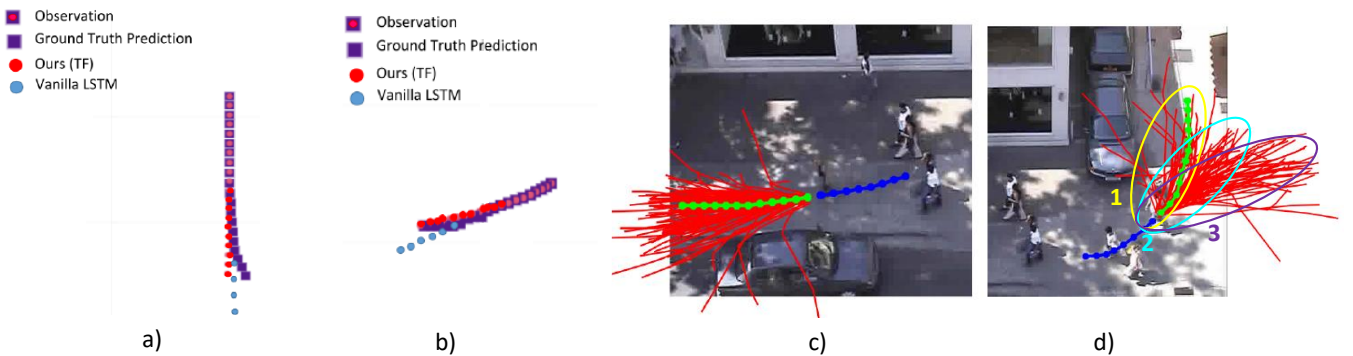 Observation
Ground Truth Prediction
Ours (TF)
Vanilla LSTM
Observation
Ground Truth Prediction
Ours (TF)
Vanilla LSTM
1
2
3
a)
b)
c)
d)